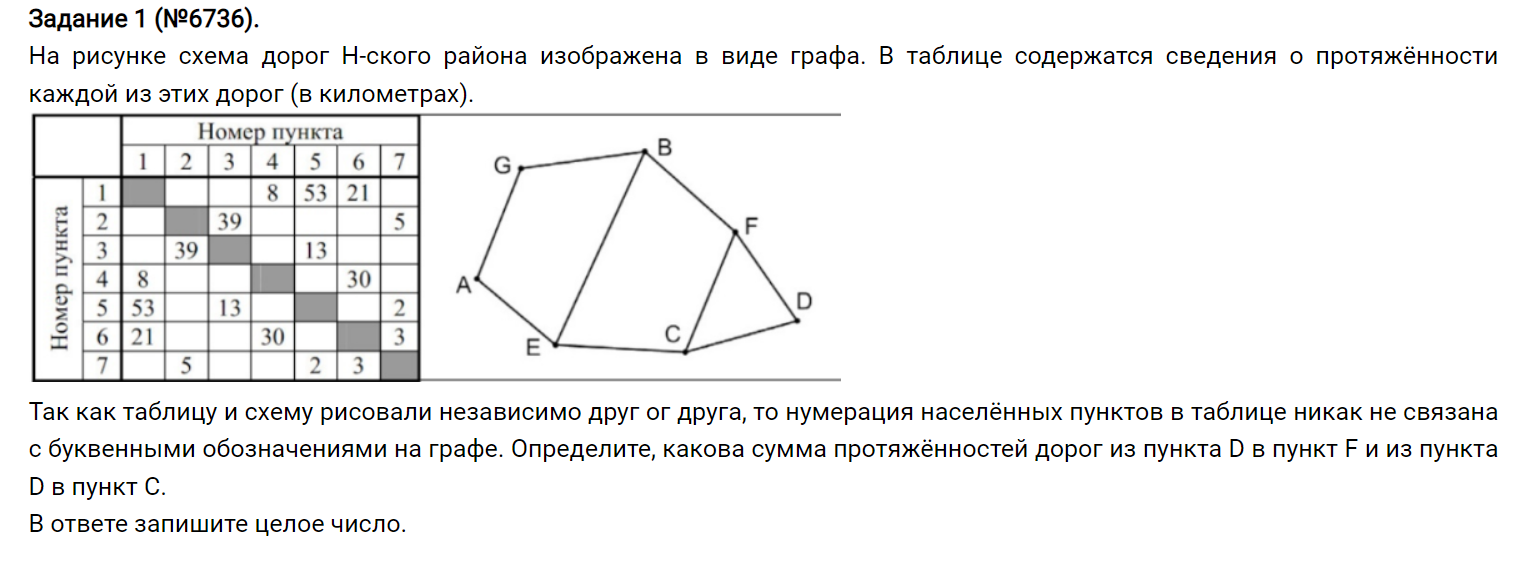 Задание 1 (№6736).
На рисунке схема дорог Н-ского района изображена в виде графа. В таблице содержатся сведения о протяжённости
каждой из этих дорог (в километрах).
Номер пункта
1 2 3 4 5 6 7
Номер пункта
1 8 53 21
2 39 5
3 39 13
4 8 30
5 53 13 2
6 21 30 3
7 5 2 3
B
G
F
A
D
C
E
Так как таблицу и схему рисовали независимо друг ог друга, то нумерация населённых пунктов в таблице никак не связана
с буквенными обозначениями на графе. Определите, какова сумма протяжённостей дорог из пункта D в пункт F и из пункта
D в пункт C.
В ответе запишите целое число.